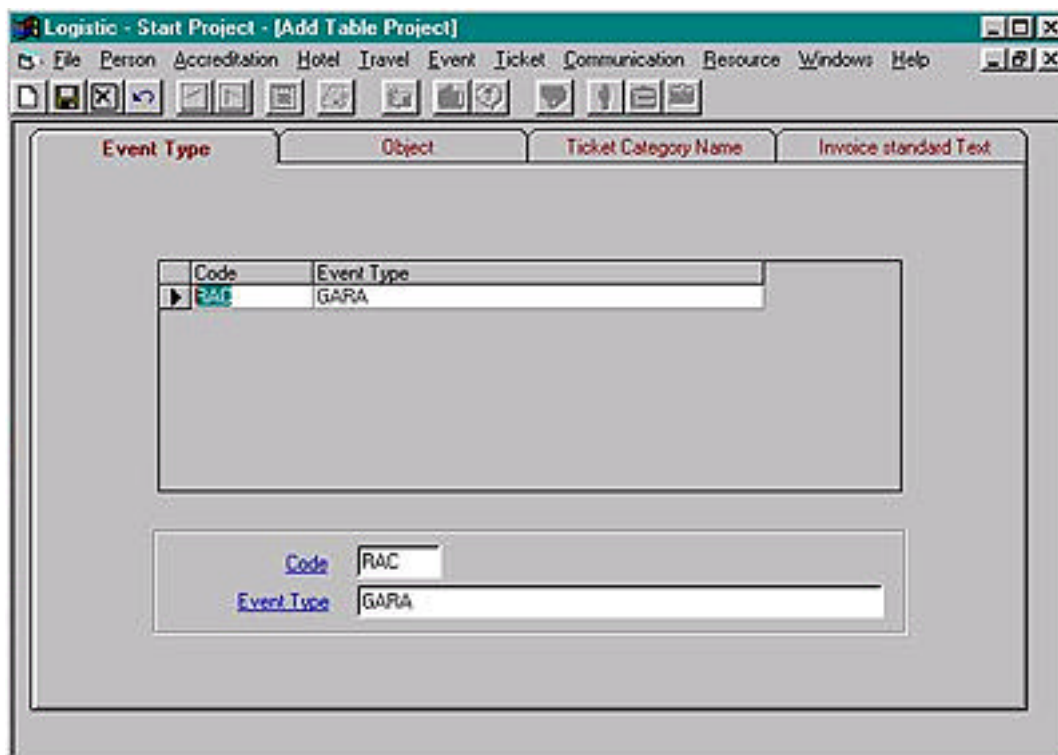 Logistic - Start Project - [Add Table Project]
File Person Accreditation Hotel Travel Event Ticket Communication Resource Windows Help
Event Type Object Ticket Category Name Invoice standard Text
Code Event Type
RAC GARA
Code RAC
Event Type GARA